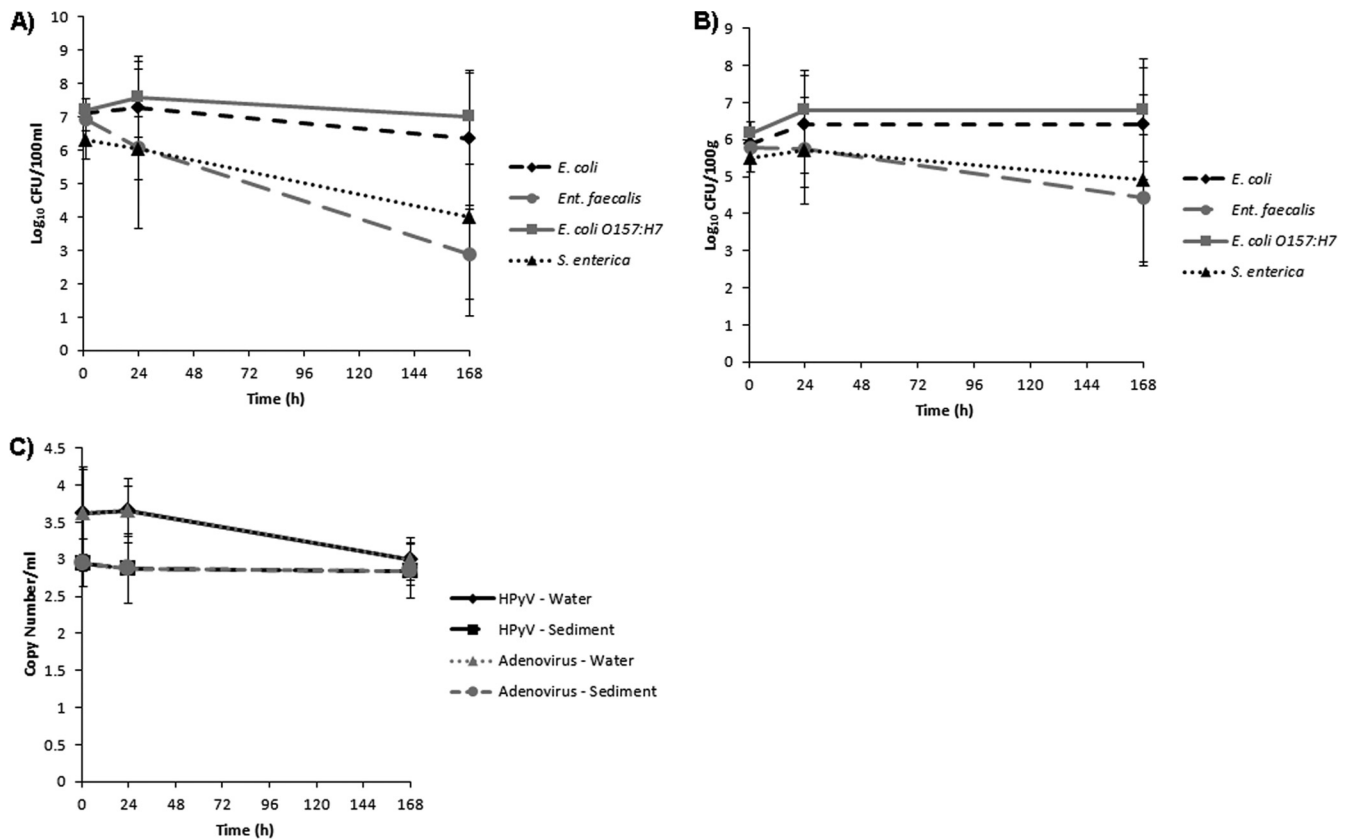 A)
10
9
8
7
6
5
4
3
2
1
0
Log₁₀ CFU/100ml
0 24 48 72 96 120 144 168
Time (h)
E. coli
Ent. faecalis
E. coli O157:H7
S. enterica
B)
9
8
7
6
5
4
3
2
1
0
Log₁₀ CFU/100g
0 24 48 72 96 120 144 168
Time (h)
E. coli
Ent. faecalis
E. coli O157:H7
S. enterica
C)
4.5
4
3.5
3
2.5
2
1.5
1
0.5
0
Copy Number/ml
0 24 48 72 96 120 144 168
Time (h)
HPyV - Water
HPyV - Sediment
Adenovirus - Water
Adenovirus - Sediment